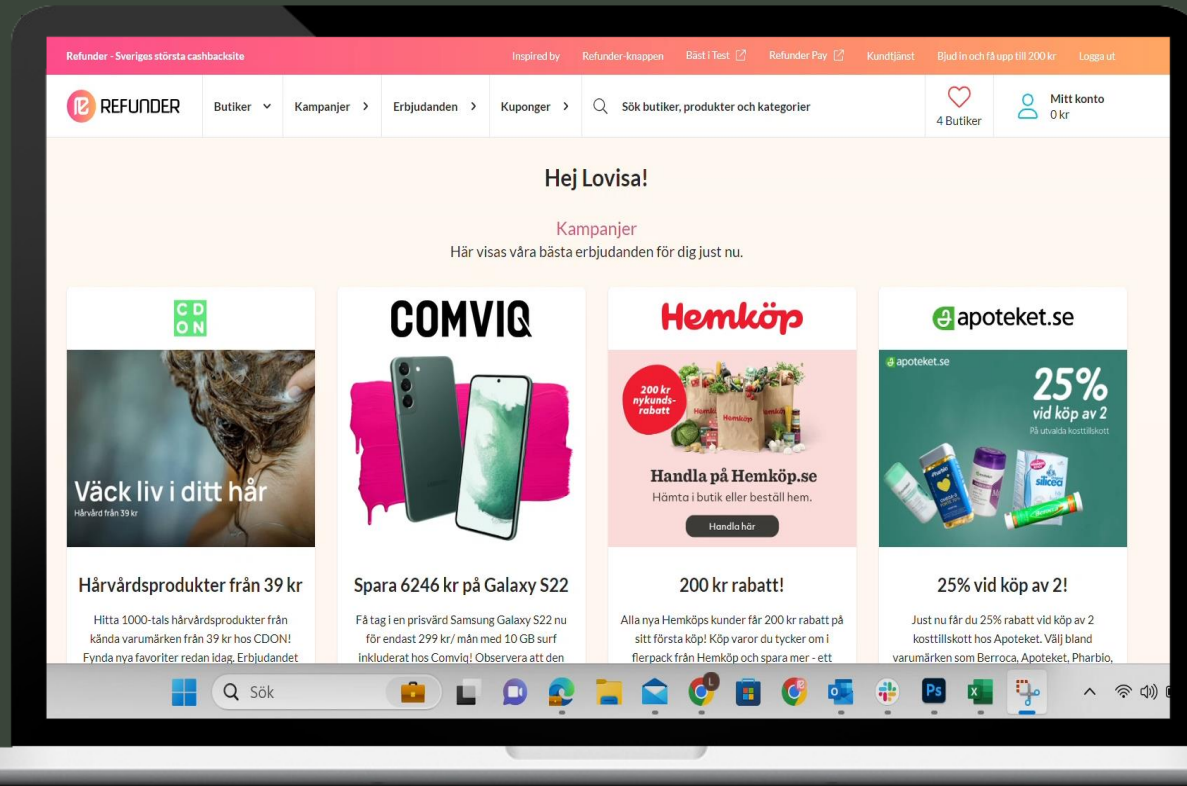 Refunder - Sveriges största cashbacksite
Inspired by
Refunder-knappen
Bäst i Test
Refunder Pay
Kundtjänst
Bjud in och få upp till 200 kr
Logga ut
REFUNDER
Butiker
Kampanjer
Erbjudanden
Kuponger
Sök butiker, produkter och kategorier
4 Butiker
Mitt konto
0 kr
Hej Lovisa!
Kampanjer
Här visas våra bästa erbjudanden för dig just nu.
CD
ON
Väck liv i ditt hår
Hårvård från 39 kr
Hårvårdsprodukter från 39 kr
Hitta 1000-tals hårvårdsprodukter från
kända varumärken från 39 kr hos CDON!
Fynda nya favoriter redan idag. Erbjudandet
COMVIQ
Spara 6246 kr på Galaxy S22
Få tag i en prisvärd Samsung Galaxy S22 nu
för endast 299 kr/ mån med 10 GB surf
inkluderat hos Comviq! Observera att den
Hemköp
200 kr
nykunds-
rabatt
Hemköp
Handla på Hemköp.se
Hämta i butik eller beställ hem.
Handla här
200 kr rabatt!
Alla nya Hemköps kunder får 200 kr rabatt på
sitt första köp! Köp varor du tycker om i
flerpack från Hemköp och spara mer - ett
apoteket.se
apoteket.se
25%
vid köp av 2
På utvalda kosttillskott
silicea
25% vid köp av 2!
Just nu får du 25% rabatt vid köp av 2
kosttillskott hos Apoteket. Välj bland
varumärken som Berroca, Apoteket, Pharbio,
Sök
L
Ps